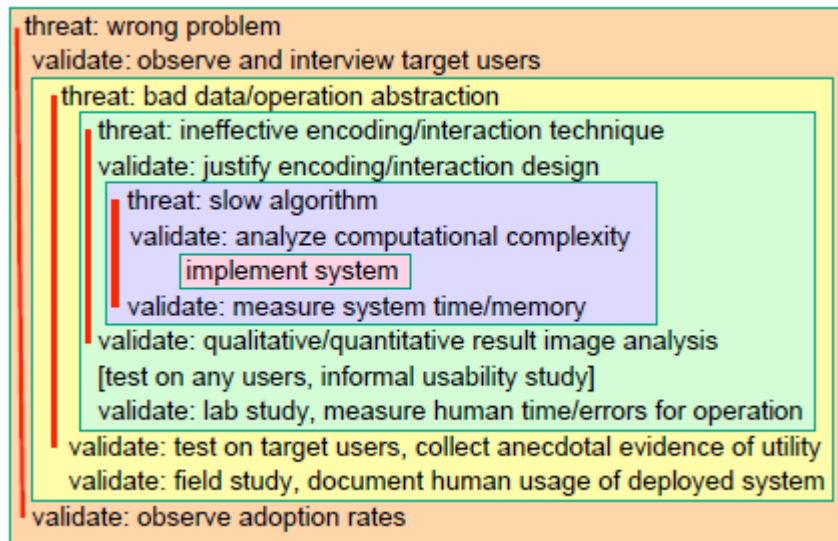 threat: wrong problem
validate: observe and interview target users
threat: bad data/operation abstraction
threat: ineffective encoding/interaction technique
validate: justify encoding/interaction design
threat: slow algorithm
validate: analyze computational complexity
implement system
validate: measure system time/memory
validate: qualitative/quantitative result image analysis
[test on any users, informal usability study]
validate: lab study, measure human time/errors for operation
validate: test on target users, collect anecdotal evidence of utility
validate: field study, document human usage of deployed system
validate: observe adoption rates